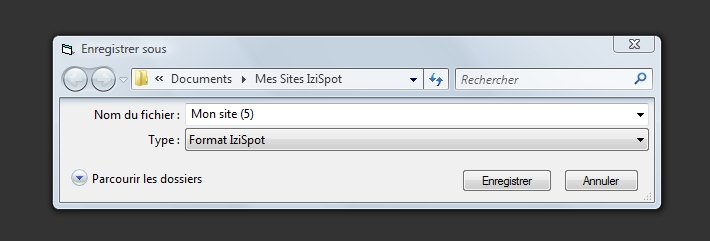 Enregistrer sous
« Documents Mes Sites IziSpot Rechercher
Nom du fichier : Mon site (5)
Type : Format IziSpot
Parcourir les dossiers Enregistrer Annuler